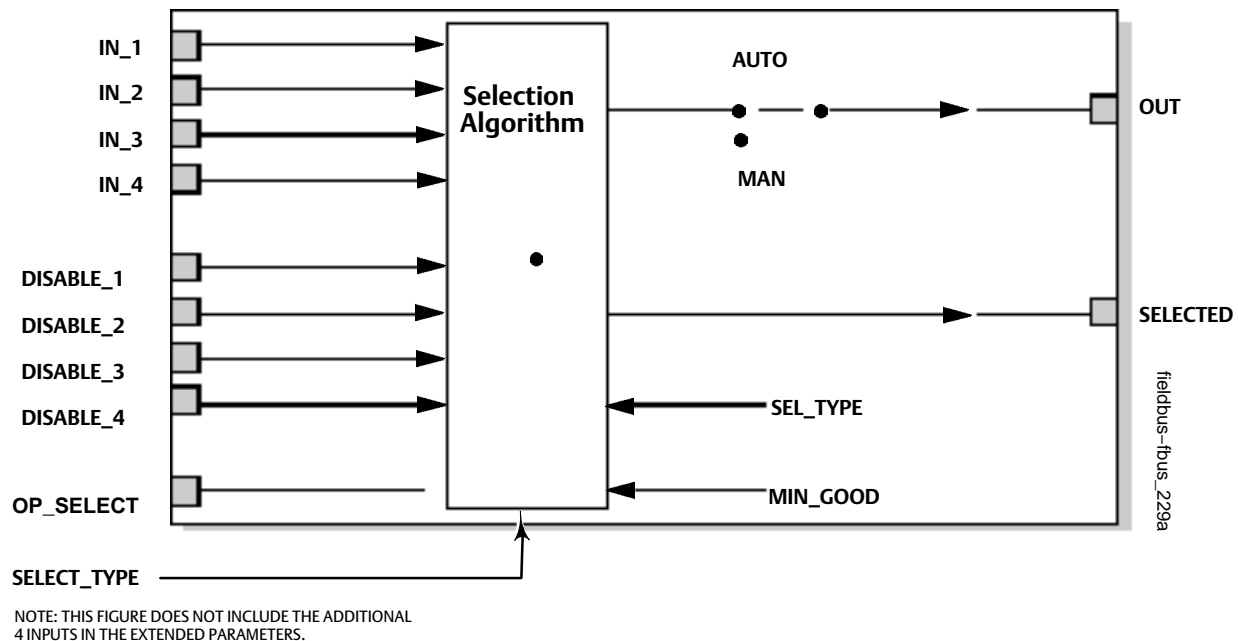 IN_1
IN_2
IN_3
IN_4
DISABLE_1
DISABLE_2
DISABLE_3
DISABLE_4
OP_SELECT
SELECT_TYPE
Selection
Algorithm
AUTO
MAN
OUT
SELECTED
SEL_TYPE
MIN_GOOD
fieldbus-fbus_229a
NOTE: THIS FIGURE DOES NOT INCLUDE THE ADDITIONAL
4 INPUTS IN THE EXTENDED PARAMETERS.